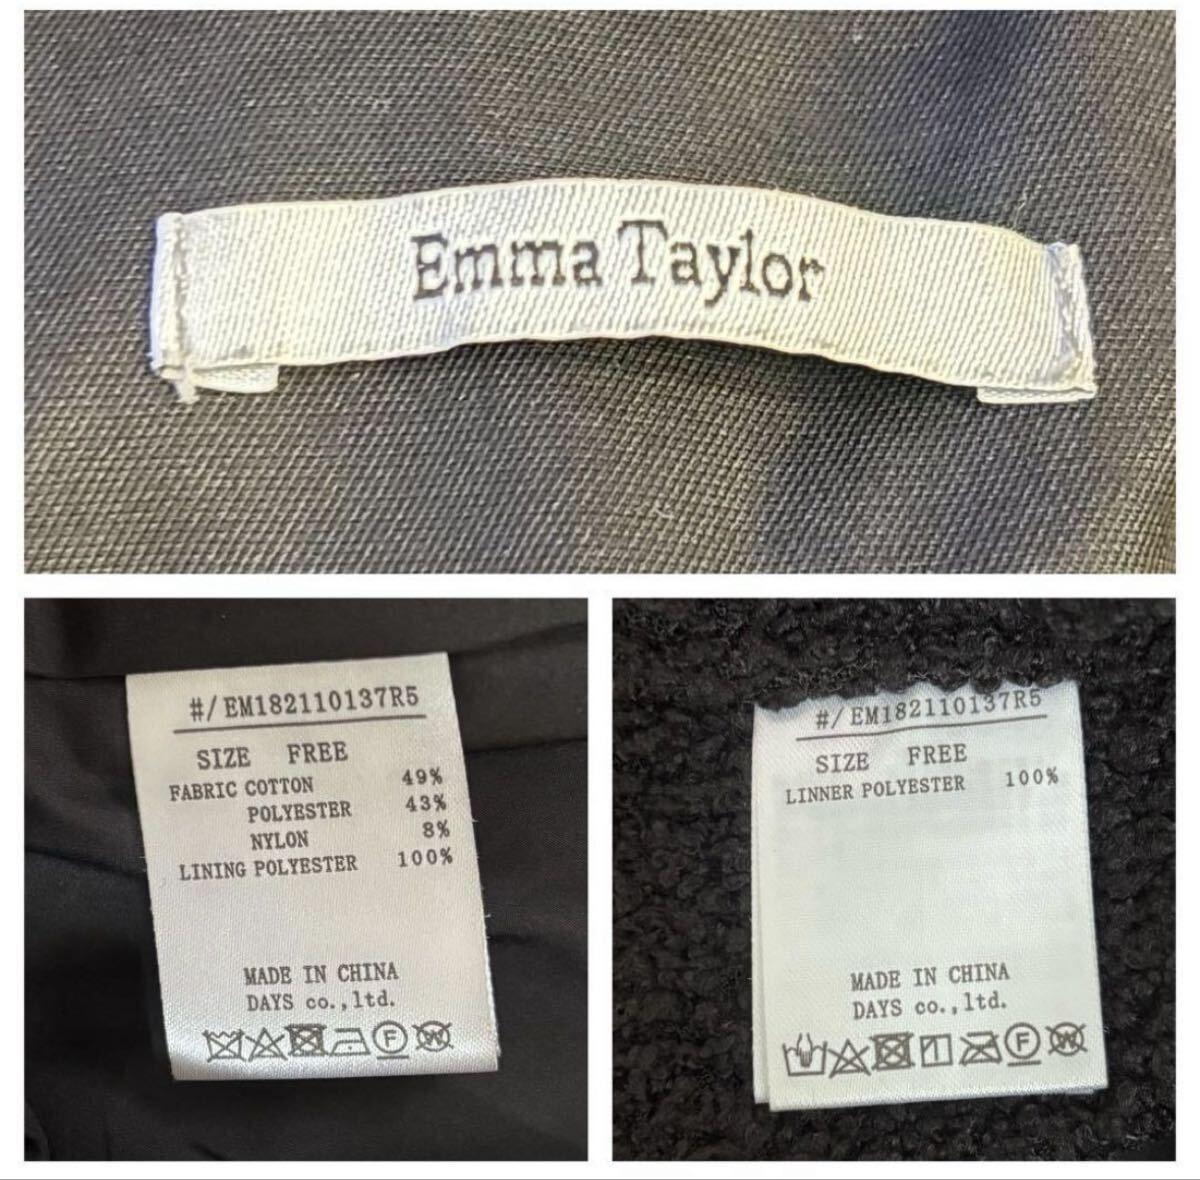 Emma Taylor
#/EM182110137R5
SIZE FREE
FABRIC COTTON 49%
POLYESTER 43%
NYLON 8%
LINING POLYESTER 100%
MADE IN CHINA
DAYS co.,ltd.
F W
#/EM182110137R5
SIZE FREE
LINNER POLYESTER 100%
MADE IN CHINA
DAYS co.,ltd.
F W